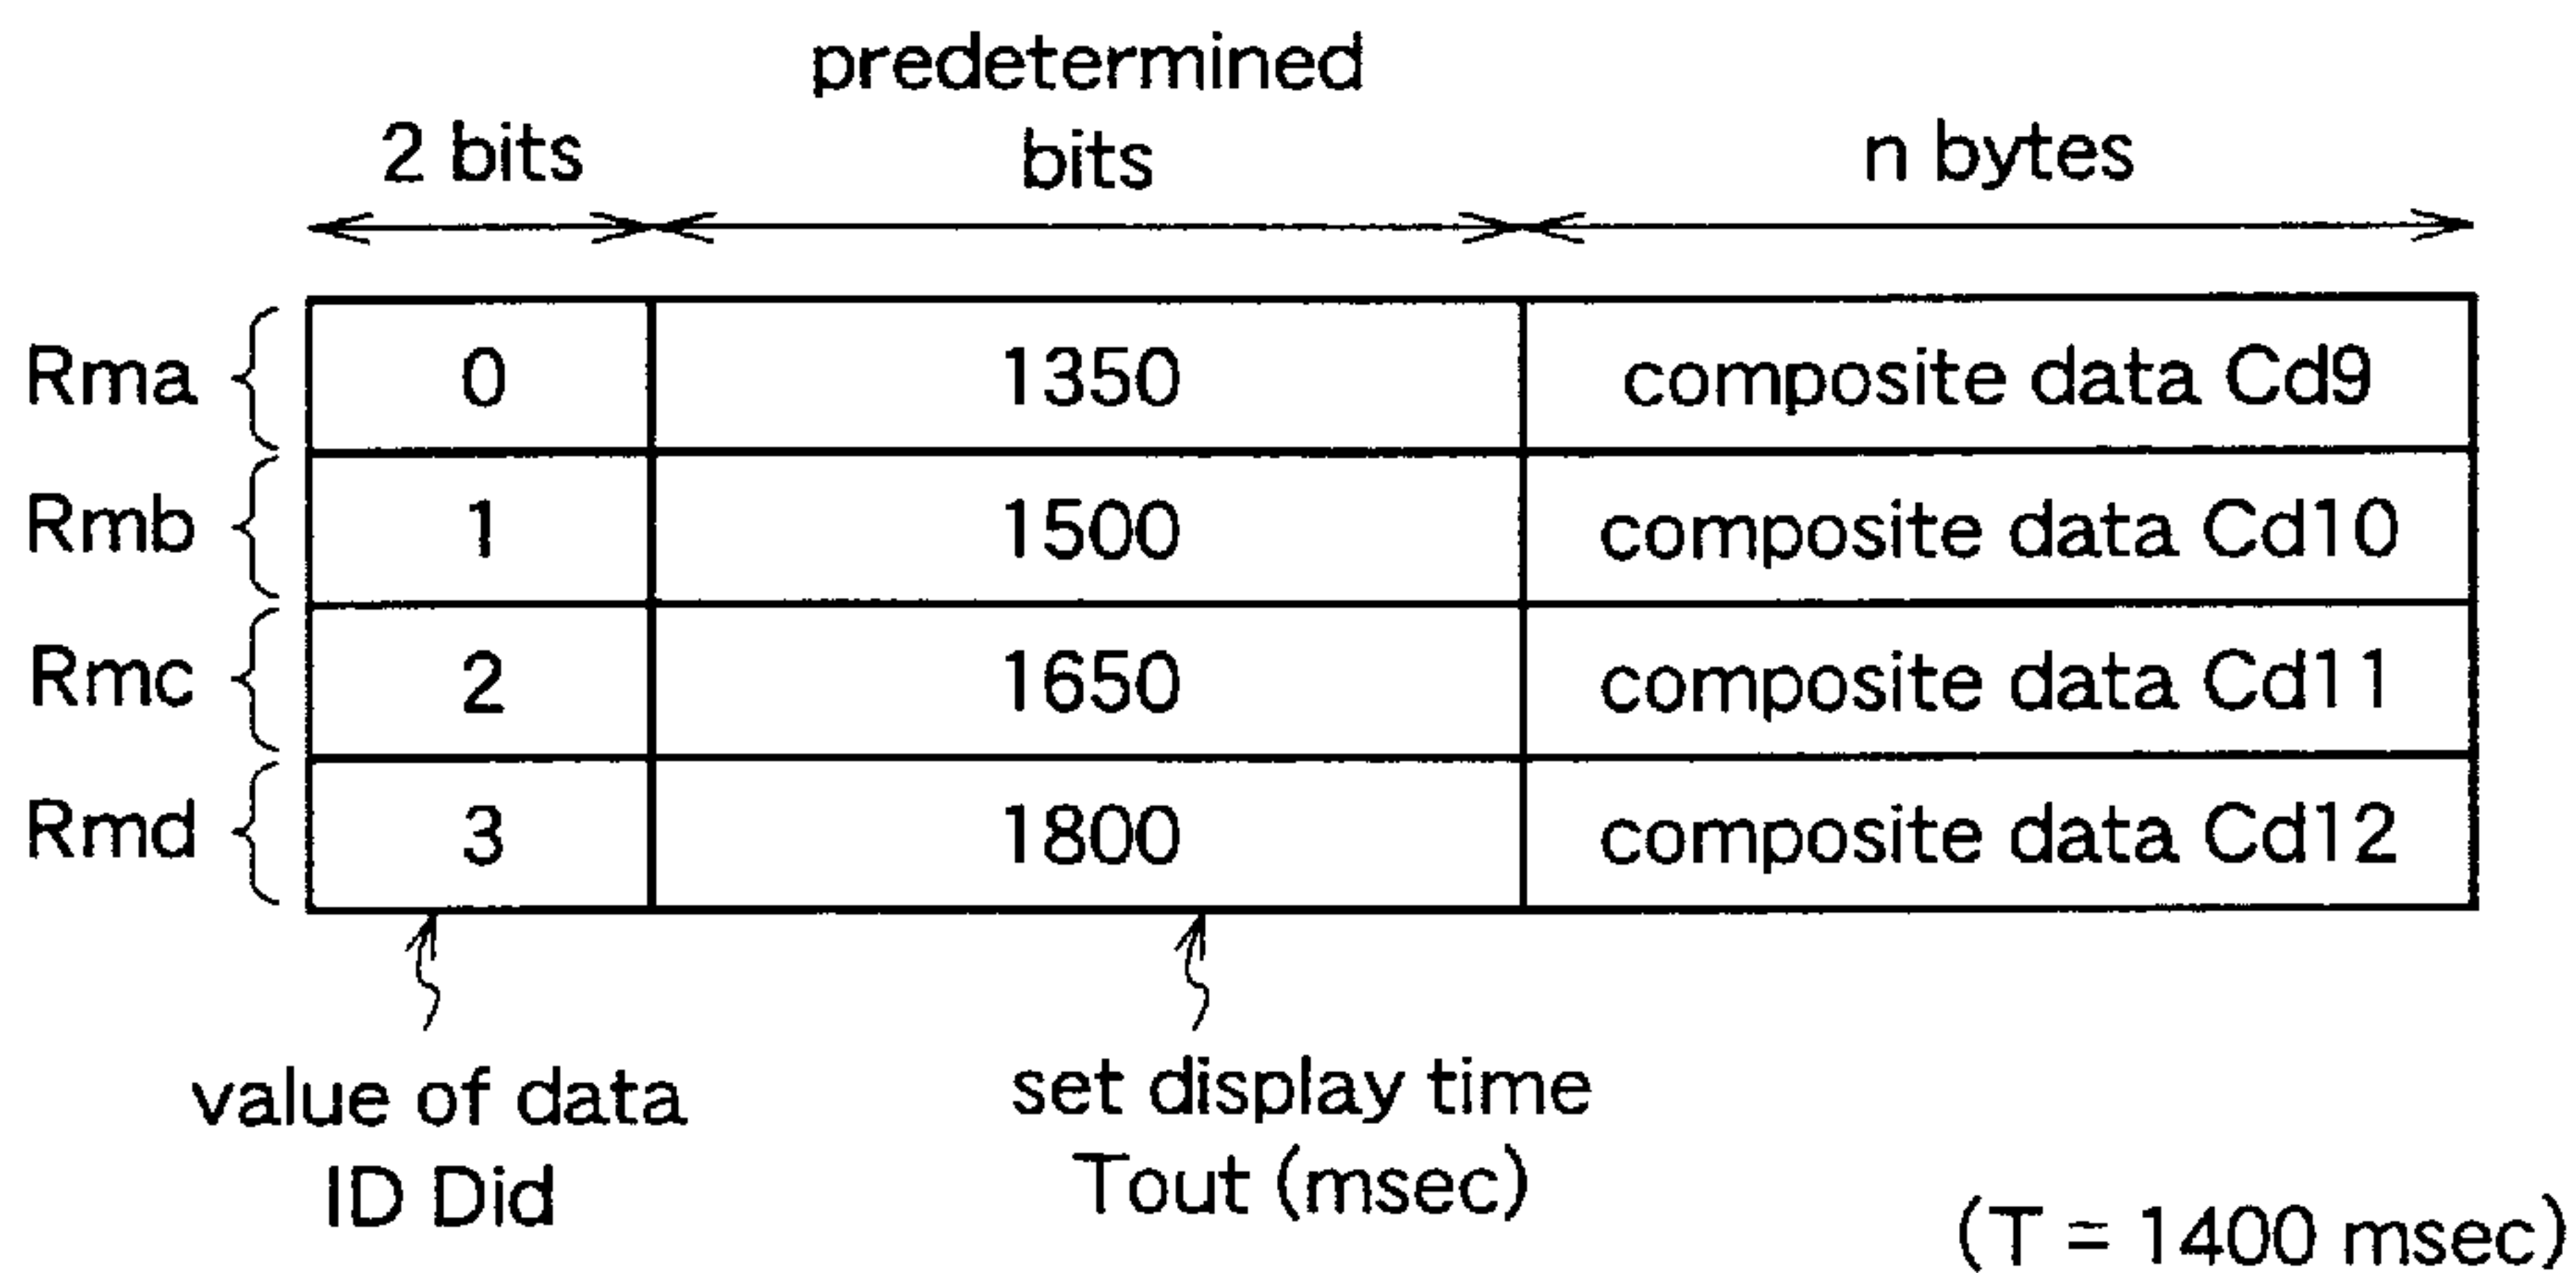 predetermined
2 bits bits n bytes
Rma 0 1350 composite data Cd9
Rmb 1 1500 composite data Cd10
Rmc 2 1650 composite data Cd11
Rmd 3 1800 composite data Cd12
value of data set display time
ID Did Tout (msec)
(T = 1400 msec)